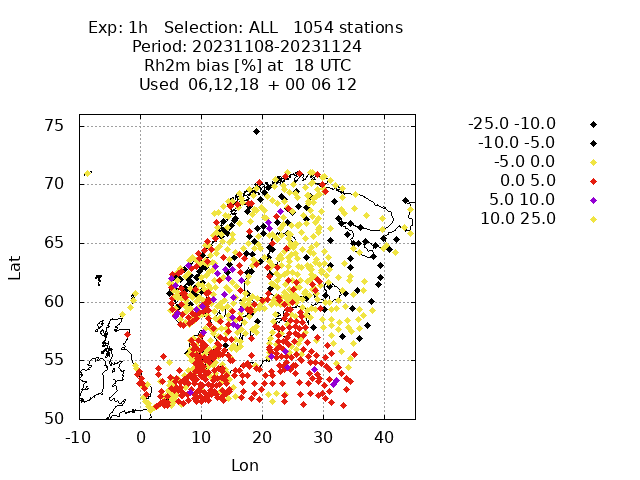 Exp: 1h   Selection: ALL   1054 stations
Period: 20231108-20231124
Rh2m bias [%] at  18 UTC
Used  06,12,18  + 00 06 12
-25.0 -10.0
-10.0 -5.0
-5.0 0.0
0.0 5.0
5.0 10.0
10.0 25.0
75
70
65
60
55
50
Lat
-10 0 10 20 30 40
Lon